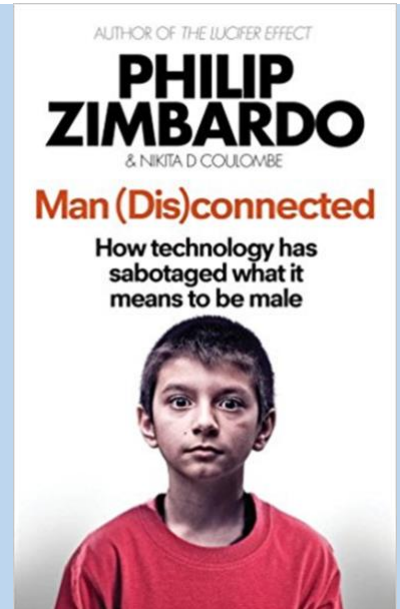 AUTHOR OF THE LUCIFER EFFECT
PHILIP
ZIMBARDO
& NIKITA D COULOMBE
Man (Dis)connected
How technology has
sabotaged what it
means to be male